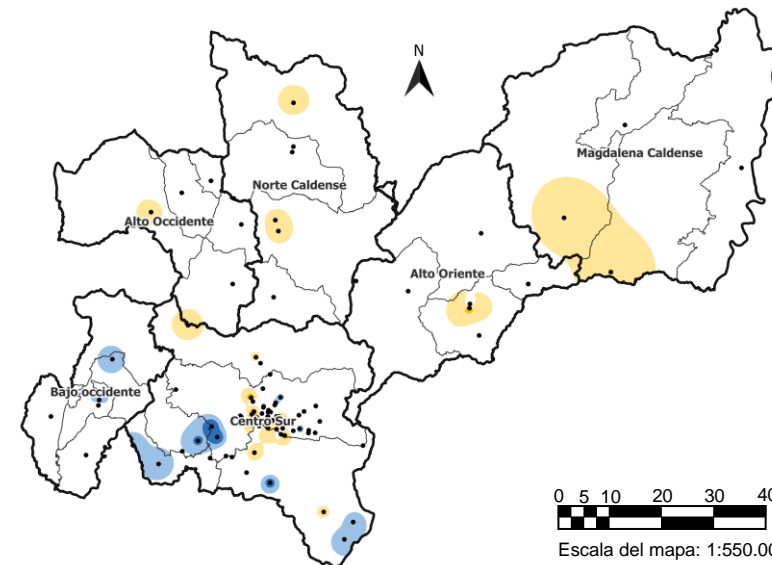 N
Magdalena Caldense
Norte Caldense
Alto Occidente
Alto Oriente
Bajo occidente
Centro Sur
0 5 10 20 30 40
Escala del mapa: 1:550.00